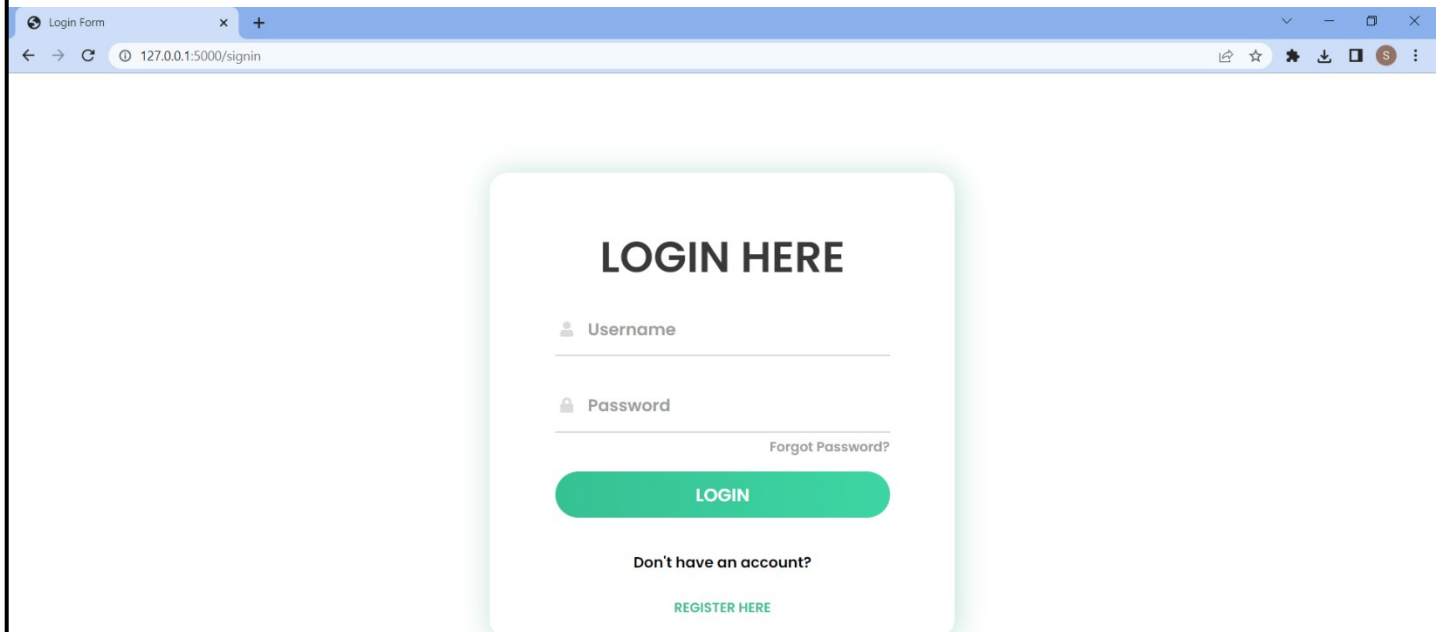 Login Form
127.0.0.1:5000/signin
S
LOGIN HERE
Username
Password
Forgot Password?
LOGIN
Don't have an account?
REGISTER HERE